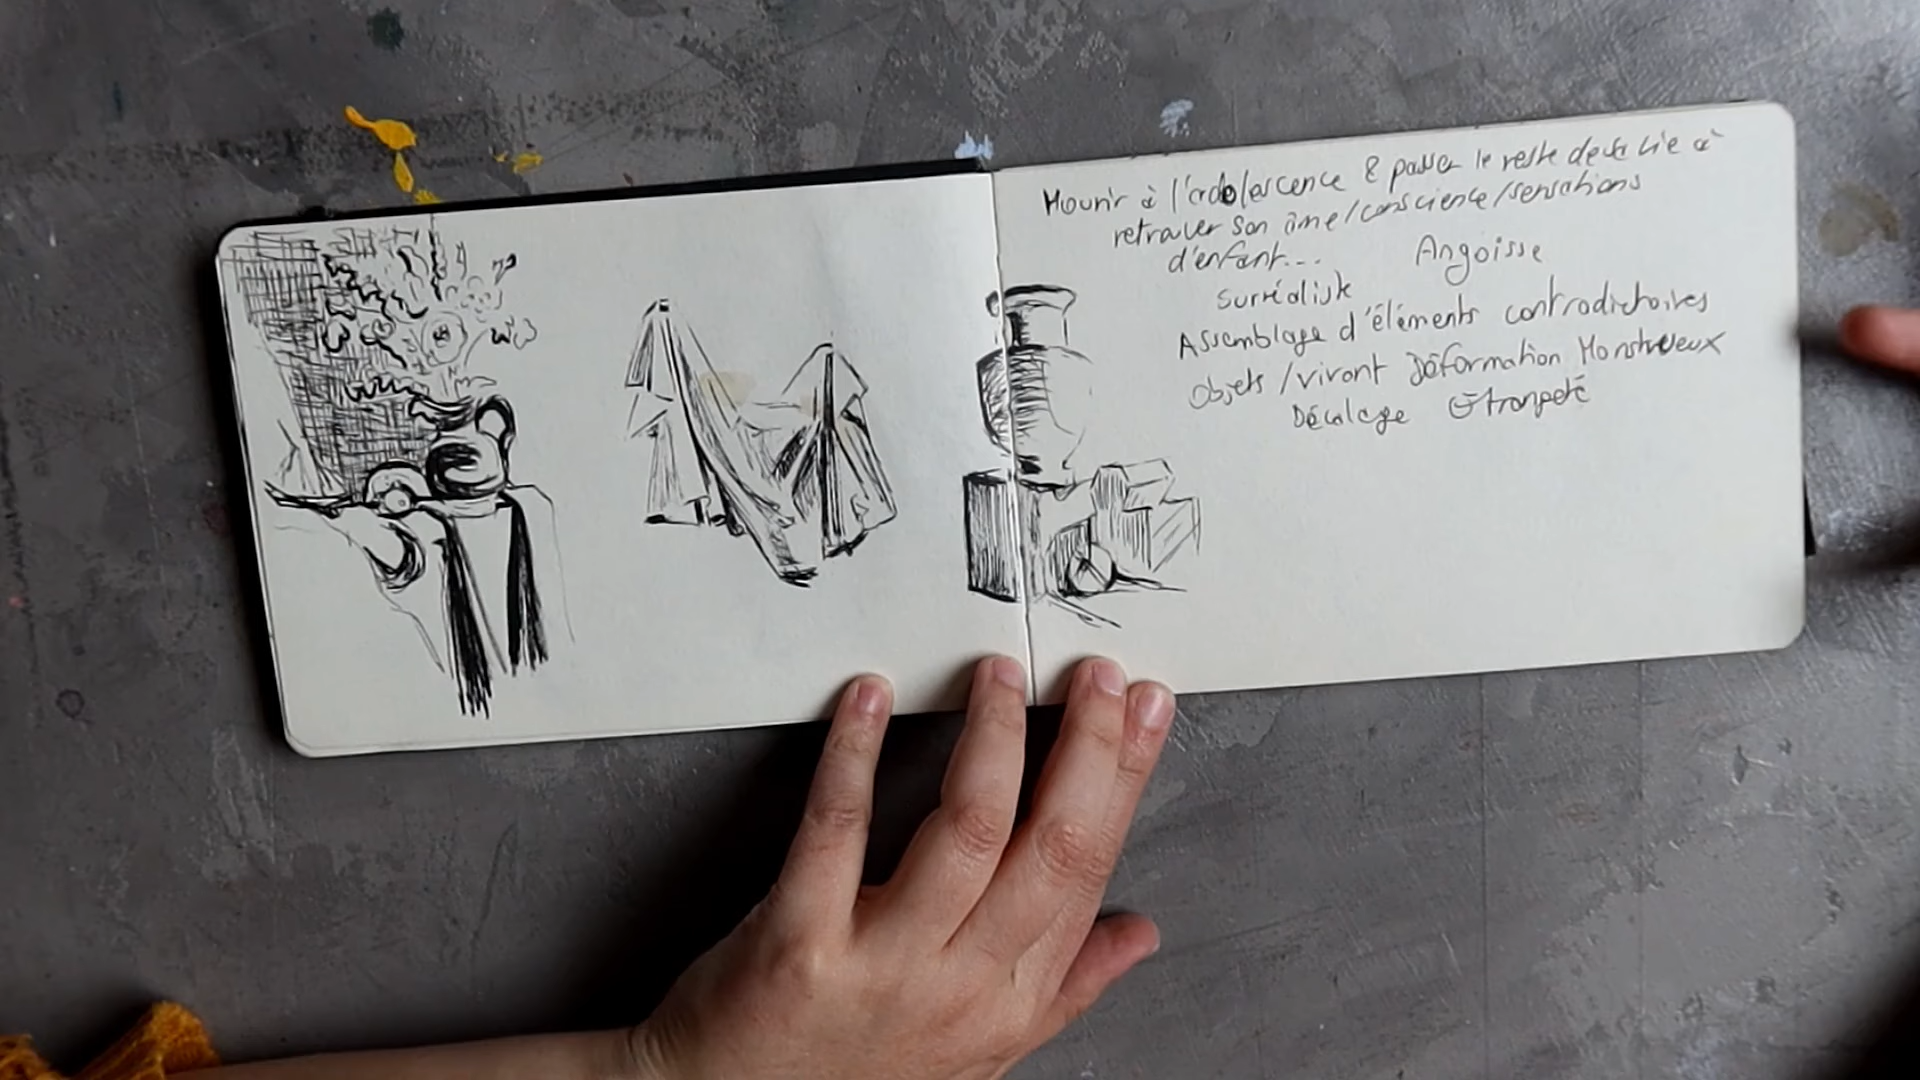 Mourir à l'adolescence & passer le reste de sa vie à
retrouver son âme/conscience/sensations
d'enfant...
Angoisse
Surréaliste
Assemblage d'éléments contradictoires
Objets/vivant Déformation Monstrueux
Décalage Étrangeté